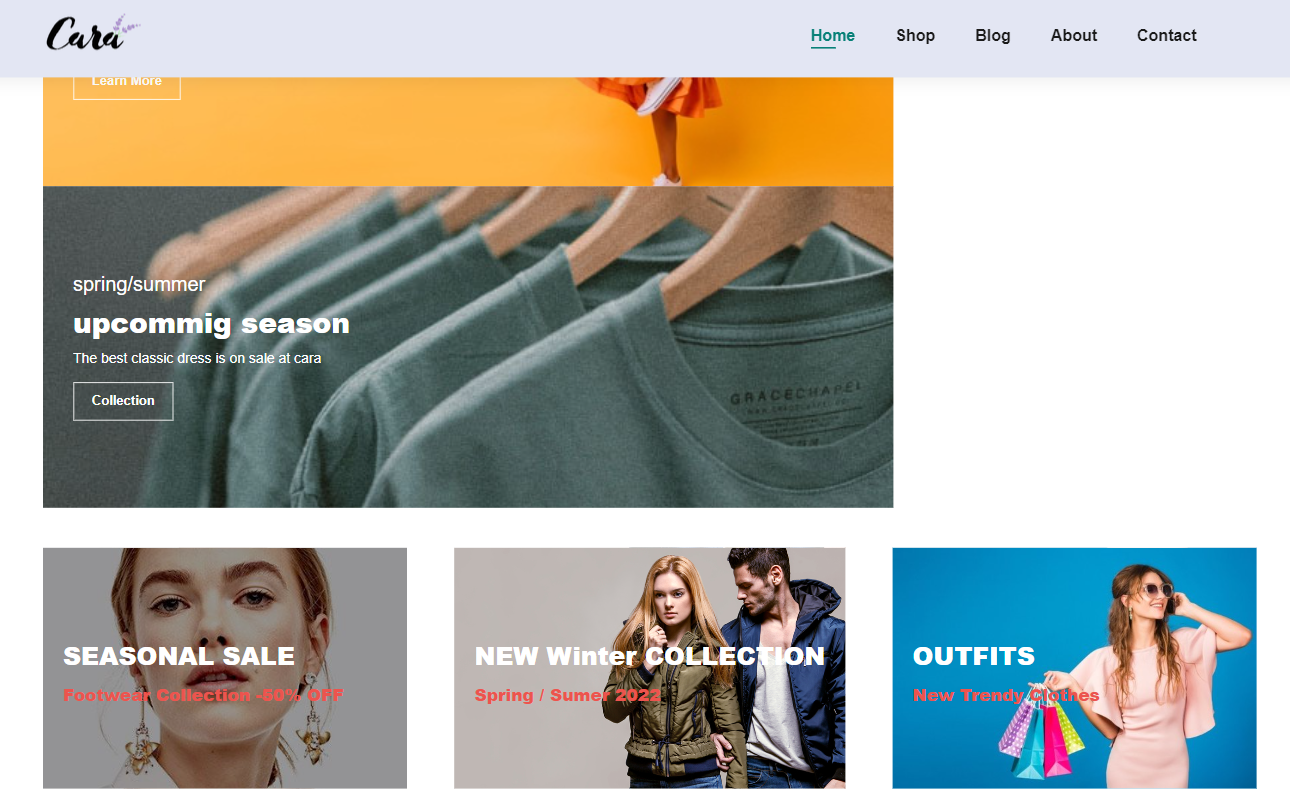 Cara
Home Shop Blog About Contact
Learn More
spring/summer
upcommig season
The best classic dress is on sale at cara
Collection
GRACECHAPEL
SEASONAL SALE
Footwear Collection -50% OFF
NEW Winter COLLECTION
Spring / Sumer 2022
OUTFITS
New Trendy Clothes